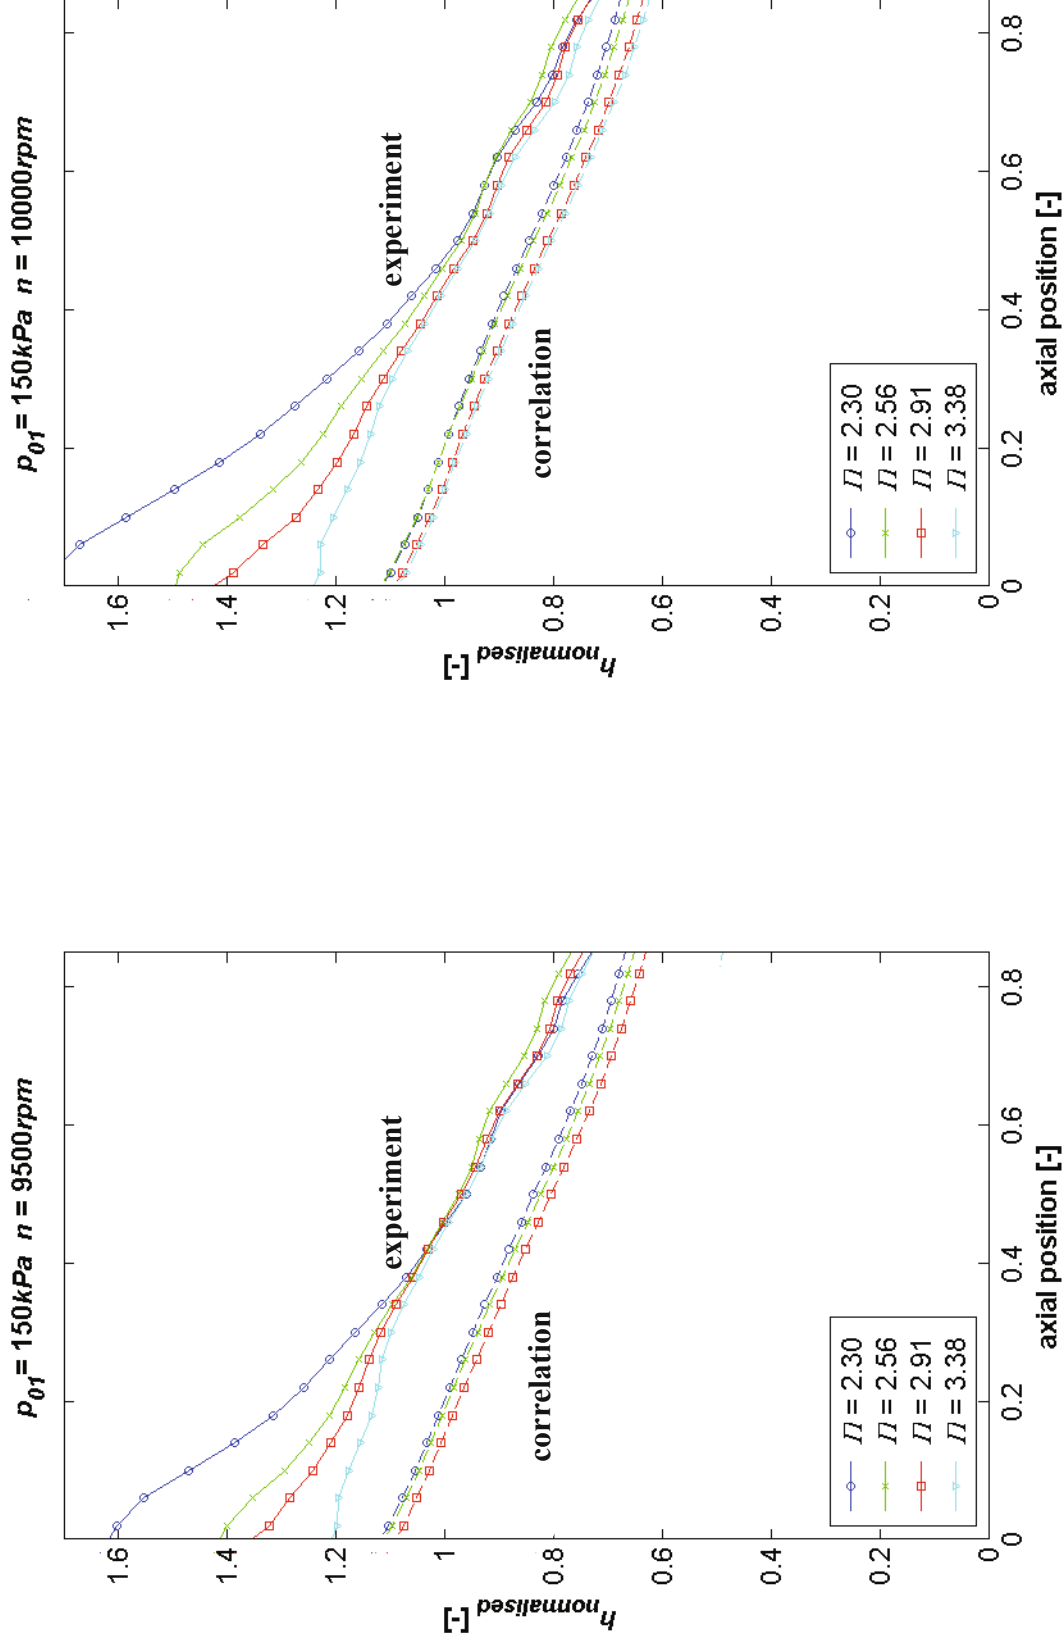 p01 = 150kPa n = 10000rpm
1.6
1.4
1.2
1
0.8
0.6
0.4
0.2
0
hnormalised [-]
0
0.2
0.4
0.6
0.8
axial position [-]
experiment
correlation
Π = 2.30
Π = 2.56
Π = 2.91
Π = 3.38
p01 = 150kPa n = 9500rpm
1.6
1.4
1.2
1
0.8
0.6
0.4
0.2
0
hnormalised [-]
0
0.2
0.4
0.6
0.8
axial position [-]
experiment
correlation
Π = 2.30
Π = 2.56
Π = 2.91
Π = 3.38